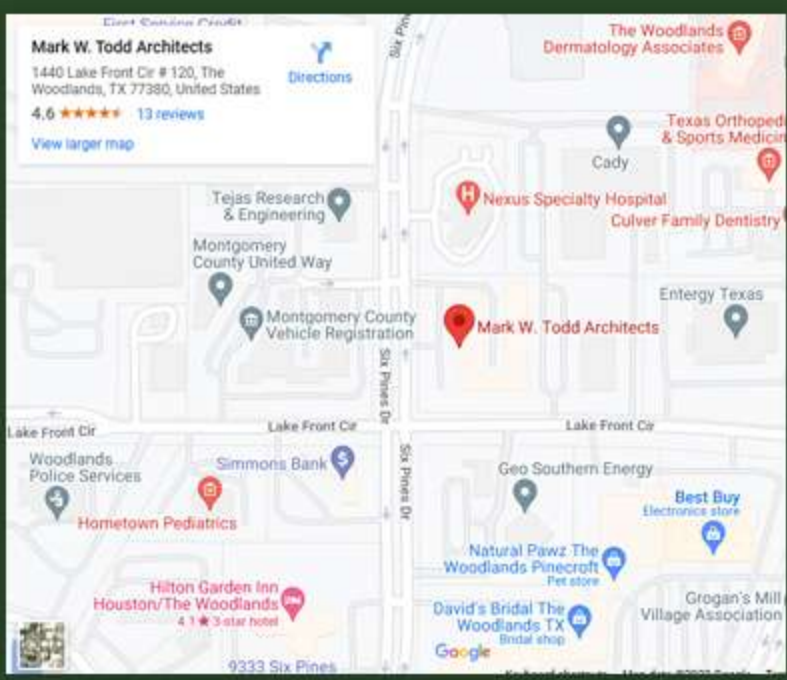 First Service Credit
Mark W. Todd Architects
1440 Lake Front Cir # 120, The
Woodlands, TX 77380, United States
4.6
13 reviews
View larger map
Directions
Six Pine
The Woodlands
Dermatology Associates
Texas Orthoped
& Sports Medicin
Cady
Tejas Research
& Engineering
Nexus Specialty Hospital
Culver Family Dentistry
Montgomery
County United Way
Entergy Texas
Montgomery County
Vehicle Registration
Mark W. Todd Architects
Six Pines Dr
Lake Front Cir
Lake Front Cir
Lake Front Cir
Six Pines Dr
Woodlands
Police Services
Simmons Bank
Geo Southern Energy
Hometown Pediatrics
Best Buy
Electronics store
Natural Pawz The
Woodlands Pinecroft
Pet store
Hilton Garden Inn
Houston/The Woodlands
4.1★ 3-star hotel
David's Bridal The
Woodlands TX
Bridal shop
Grogan's Mill
Village Association
Google
9333 Six Pines